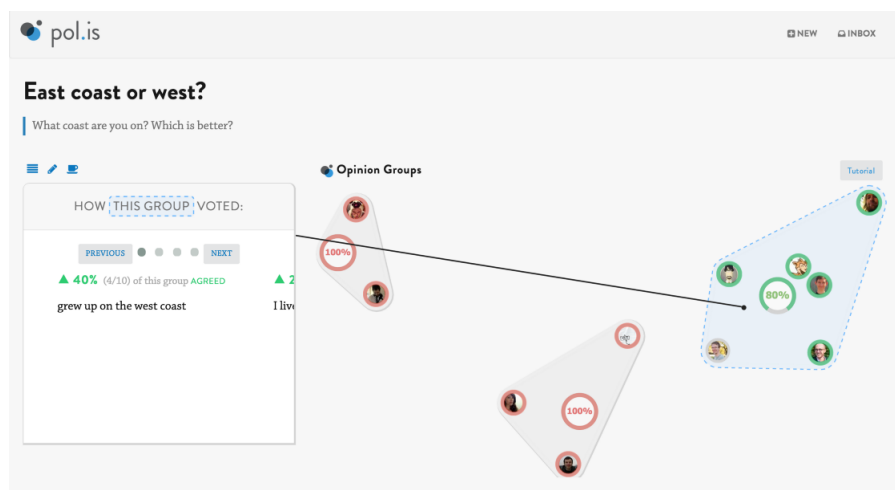 pol.is
NEW
INBOX
East coast or west?
What coast are you on? Which is better?
Opinion Groups
Tutorial
HOW THIS GROUP VOTED:
PREVIOUS
NEXT
▲ 40% (4/10) of this group AGREED
▲ 2
grew up on the west coast
I live
100%
80%
100%